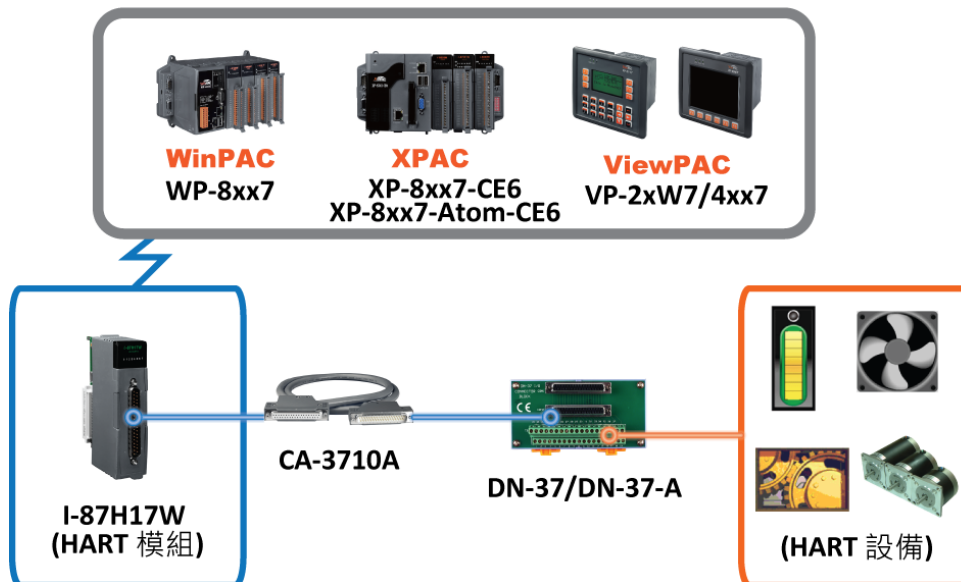 WinPAC
WP-8xx7
XPAC
XP-8xx7-CE6
XP-8xx7-Atom-CE6
ViewPAC
VP-2xW7/4xx7
I-87H17W
(HART 模組)
CA-3710A
CE
DN-37/DN-37-A
(HART 設備)